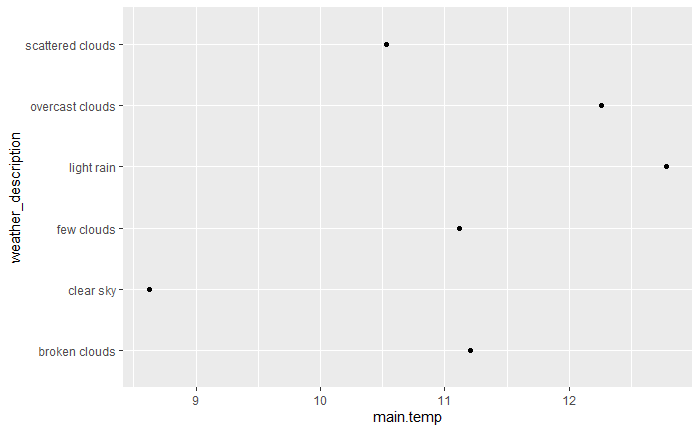 scattered clouds
overcast clouds
light rain
few clouds
clear sky
broken clouds
weather_description
9 10 11 12
main.temp